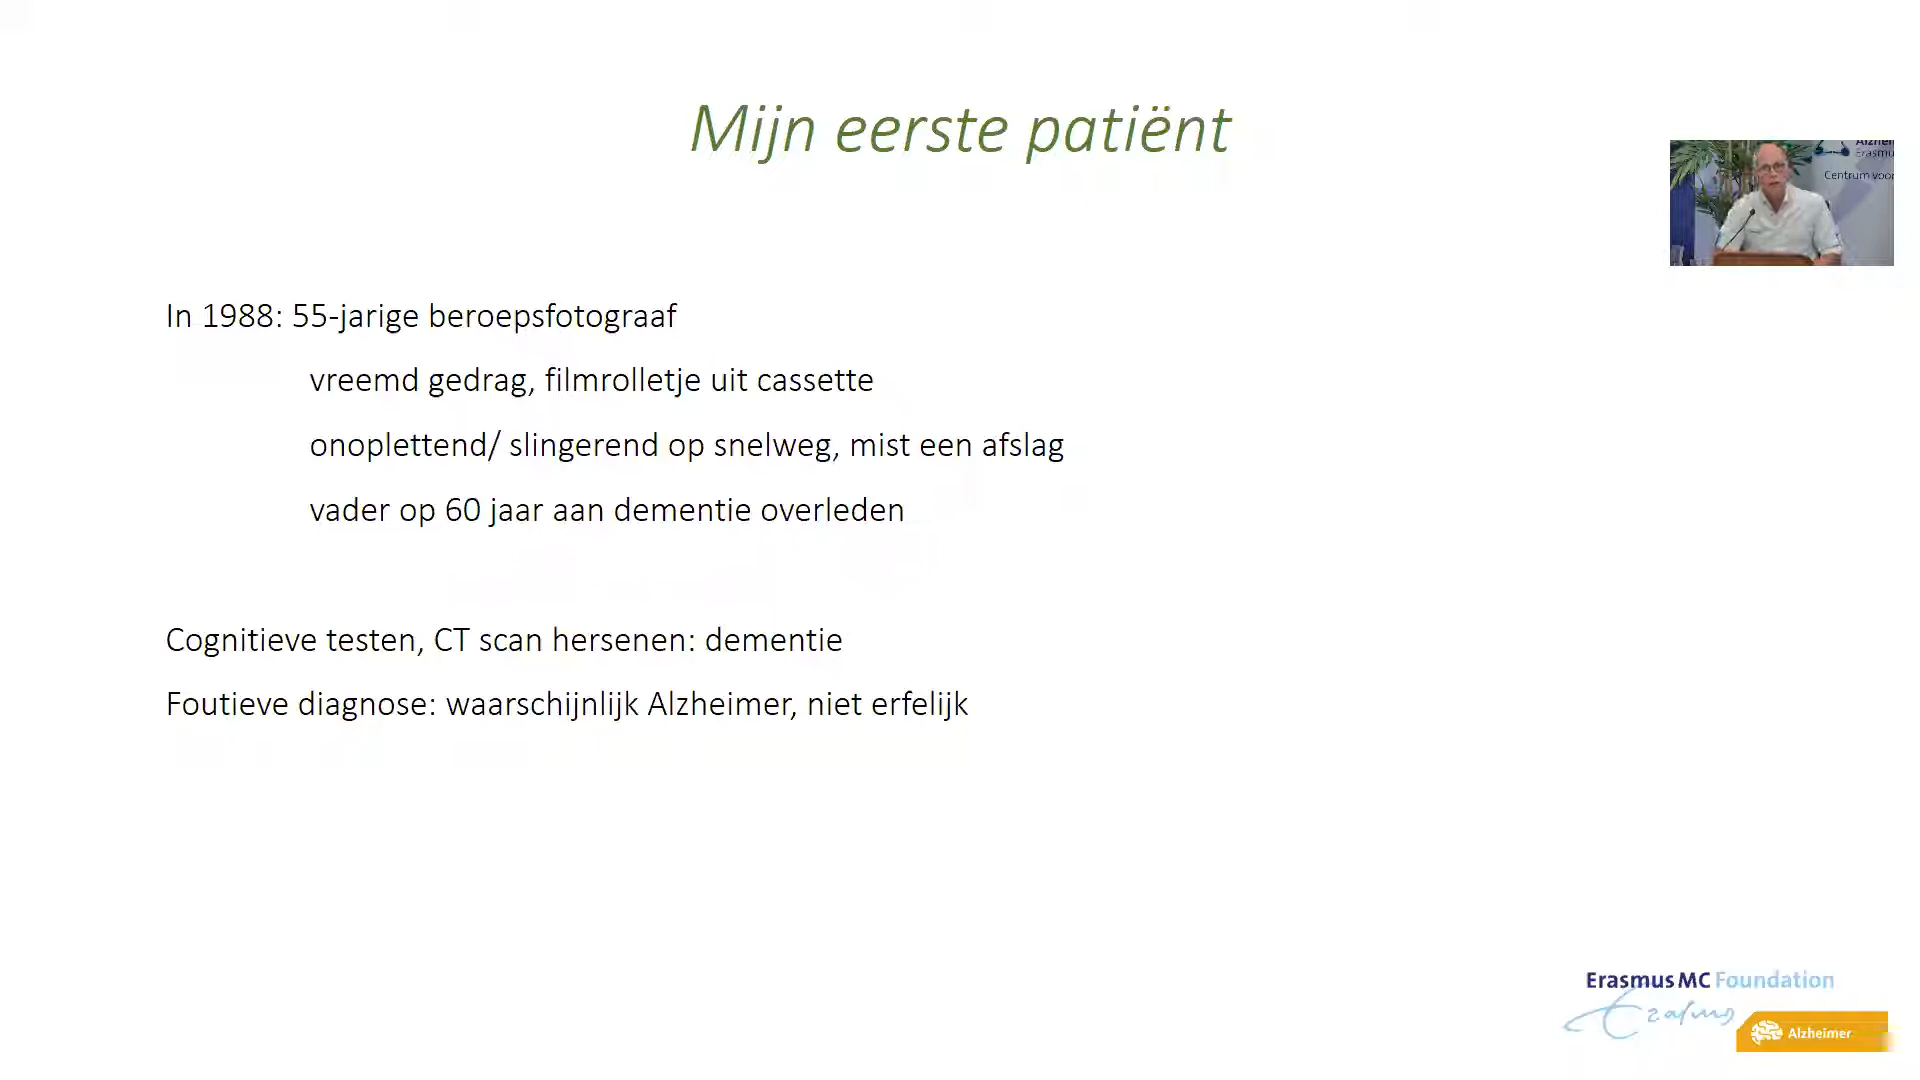 Mijn eerste patiënt
Erasmu
Centrum voor
In 1988: 55-jarige beroepsfotograaf
vreemd gedrag, filmrolletje uit cassette
onoplettend/ slingerend op snelweg, mist een afslag
vader op 60 jaar aan dementie overleden
Cognitieve testen, CT scan hersenen: dementie
Foutieve diagnose: waarschijnlijk Alzheimer, niet erfelijk
Erasmus MC Foundation
Erasmus
Alzheimer